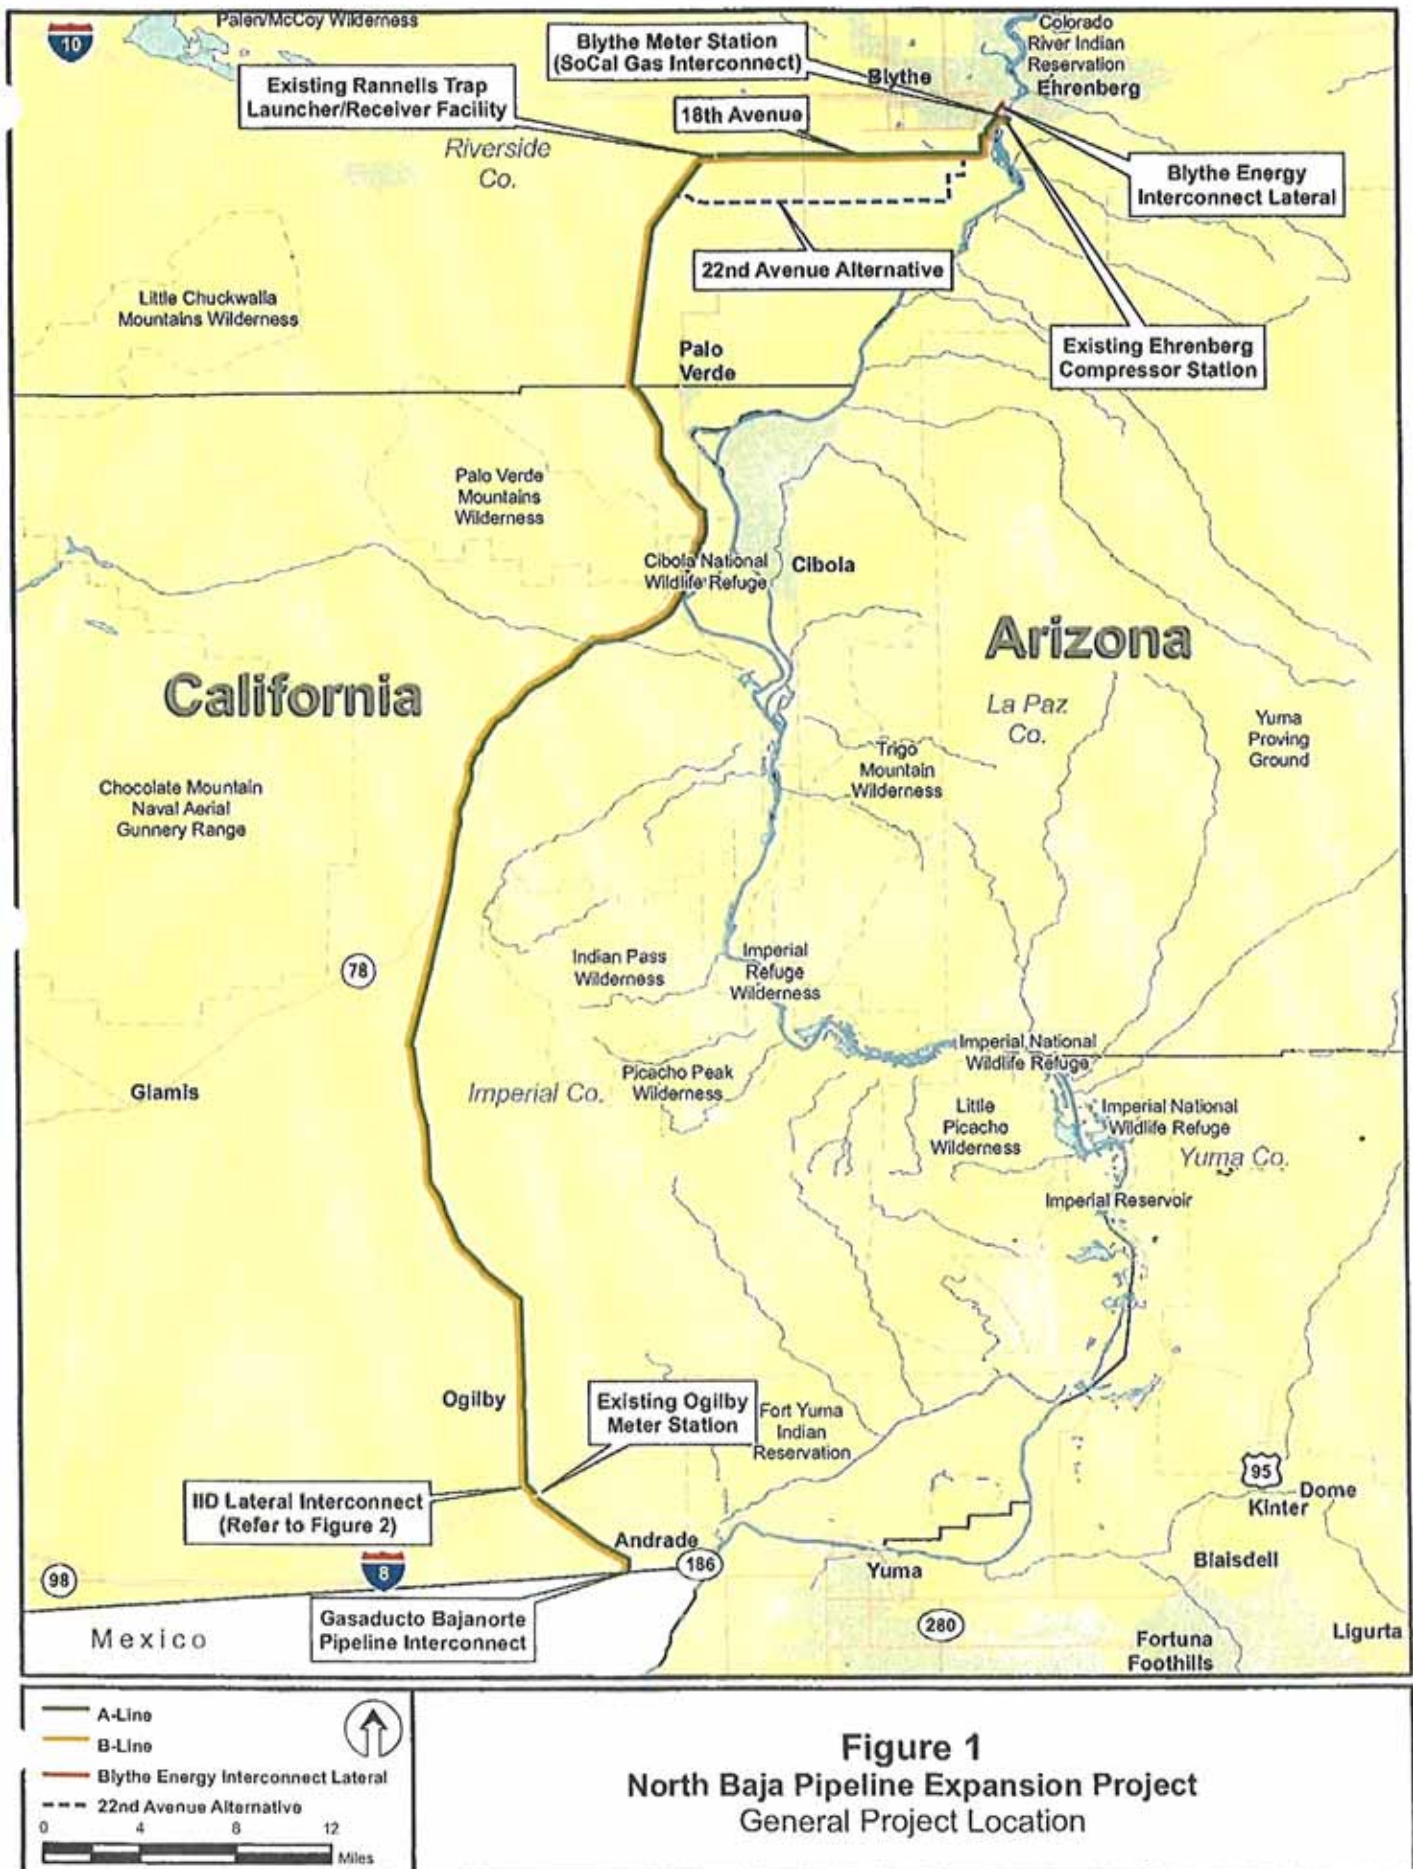 10
Palen/McCoy Wilderness
Blythe Meter Station
(SoCal Gas Interconnect)
Colorado
River Indian
Reservation
Blythe
Ehrenberg
Existing Rannells Trap
Launcher/Receiver Facility
18th Avenue
Riverside
Co.
Blythe Energy
Interconnect Lateral
22nd Avenue Alternative
Little Chuckwalla
Mountains Wilderness
Existing Ehrenberg
Compressor Station
Palo
Verde
Palo Verde
Mountains
Wilderness
Cibola National
Wildlife Refuge
Cibola
Arizona
California
La Paz
Co.
Yuma
Proving
Ground
Trigo
Mountain
Wilderness
Chocolate Mountain
Naval Aerial
Gunnery Range
78
Indian Pass
Wilderness
Imperial
Refuge
Wilderness
Imperial National
Wildlife Refuge
Glamis
Imperial Co.
Picacho Peak
Wilderness
Little
Picacho
Wilderness
Imperial National
Wildlife Refuge
Yuma Co.
Imperial Reservoir
Ogilby
Existing Ogilby
Meter Station
Fort Yuma
Indian
Reservation
95
Dome
Kinter
IID Lateral Interconnect
(Refer to Figure 2)
Andrade
186
Blaisdell
98
8
Yuma
Gasaducto Bajanorte
Pipeline Interconnect
280
Mexico
Fortuna
Foothills
Ligurta
A-Line
B-Line
Blythe Energy Interconnect Lateral
22nd Avenue Alternative
0 4 8 12
Miles
Figure 1
North Baja Pipeline Expansion Project
General Project Location